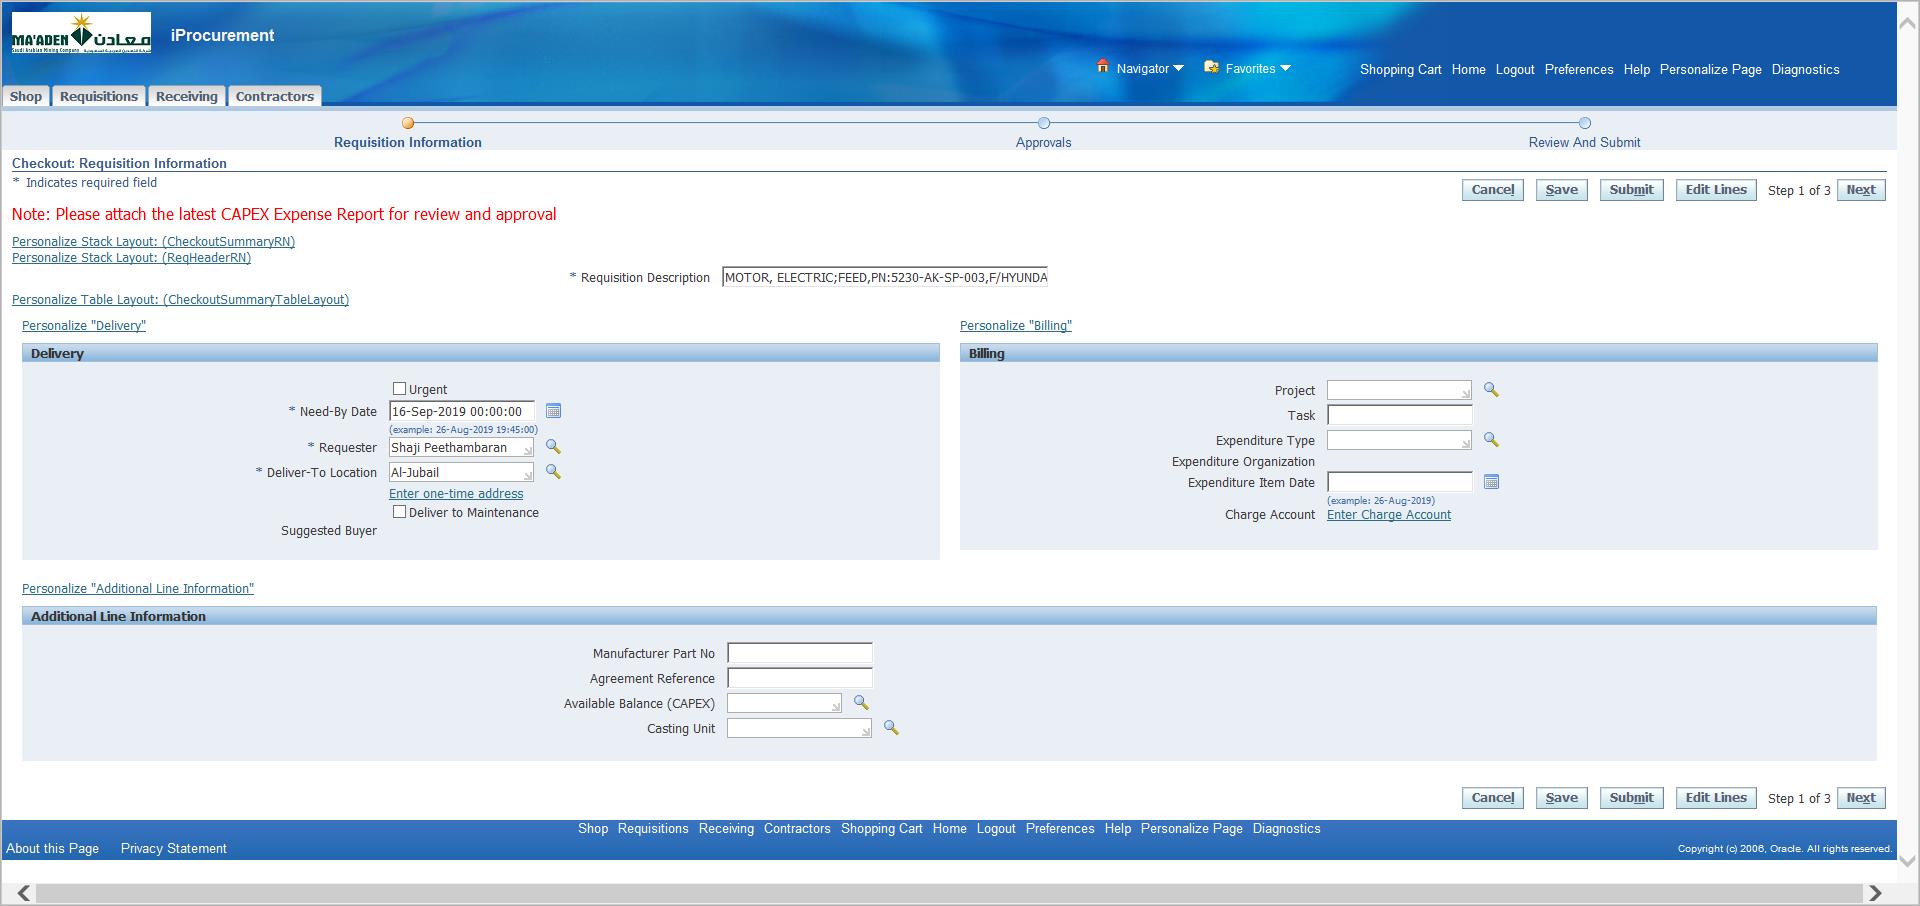 MA'ADEN معادن
Saudi Arabian Mining Company شركة التعدين العربية السعودية
iProcurement
Navigator Favorites Shopping Cart Home Logout Preferences Help Personalize Page Diagnostics
Shop Requisitions Receiving Contractors
Requisition Information Approvals Review And Submit
Checkout: Requisition Information
* Indicates required field
Cancel Save Submit Edit Lines Step 1 of 3 Next
Note: Please attach the latest CAPEX Expense Report for review and approval
Personalize Stack Layout: (CheckoutSummaryRN)
Personalize Stack Layout: (ReqHeaderRN)
* Requisition Description MOTOR, ELECTRIC;FEED,PN:5230-AK-SP-003,F/HYUNDA
Personalize Table Layout: (CheckoutSummaryTableLayout)
Personalize "Delivery"
Delivery
Urgent
* Need-By Date 16-Sep-2019 00:00:00
(example: 26-Aug-2019 19:45:00)
* Requester Shaji Peethambaran
* Deliver-To Location Al-Jubail
Enter one-time address
Deliver to Maintenance
Suggested Buyer
Personalize "Billing"
Billing
Project
Task
Expenditure Type
Expenditure Organization
Expenditure Item Date
(example: 26-Aug-2019)
Charge Account Enter Charge Account
Personalize "Additional Line Information"
Additional Line Information
Manufacturer Part No
Agreement Reference
Available Balance (CAPEX)
Casting Unit
Cancel Save Submit Edit Lines Step 1 of 3 Next
Shop Requisitions Receiving Contractors Shopping Cart Home Logout Preferences Help Personalize Page Diagnostics
About this Page Privacy Statement
Copyright (c) 2006, Oracle. All rights reserved.